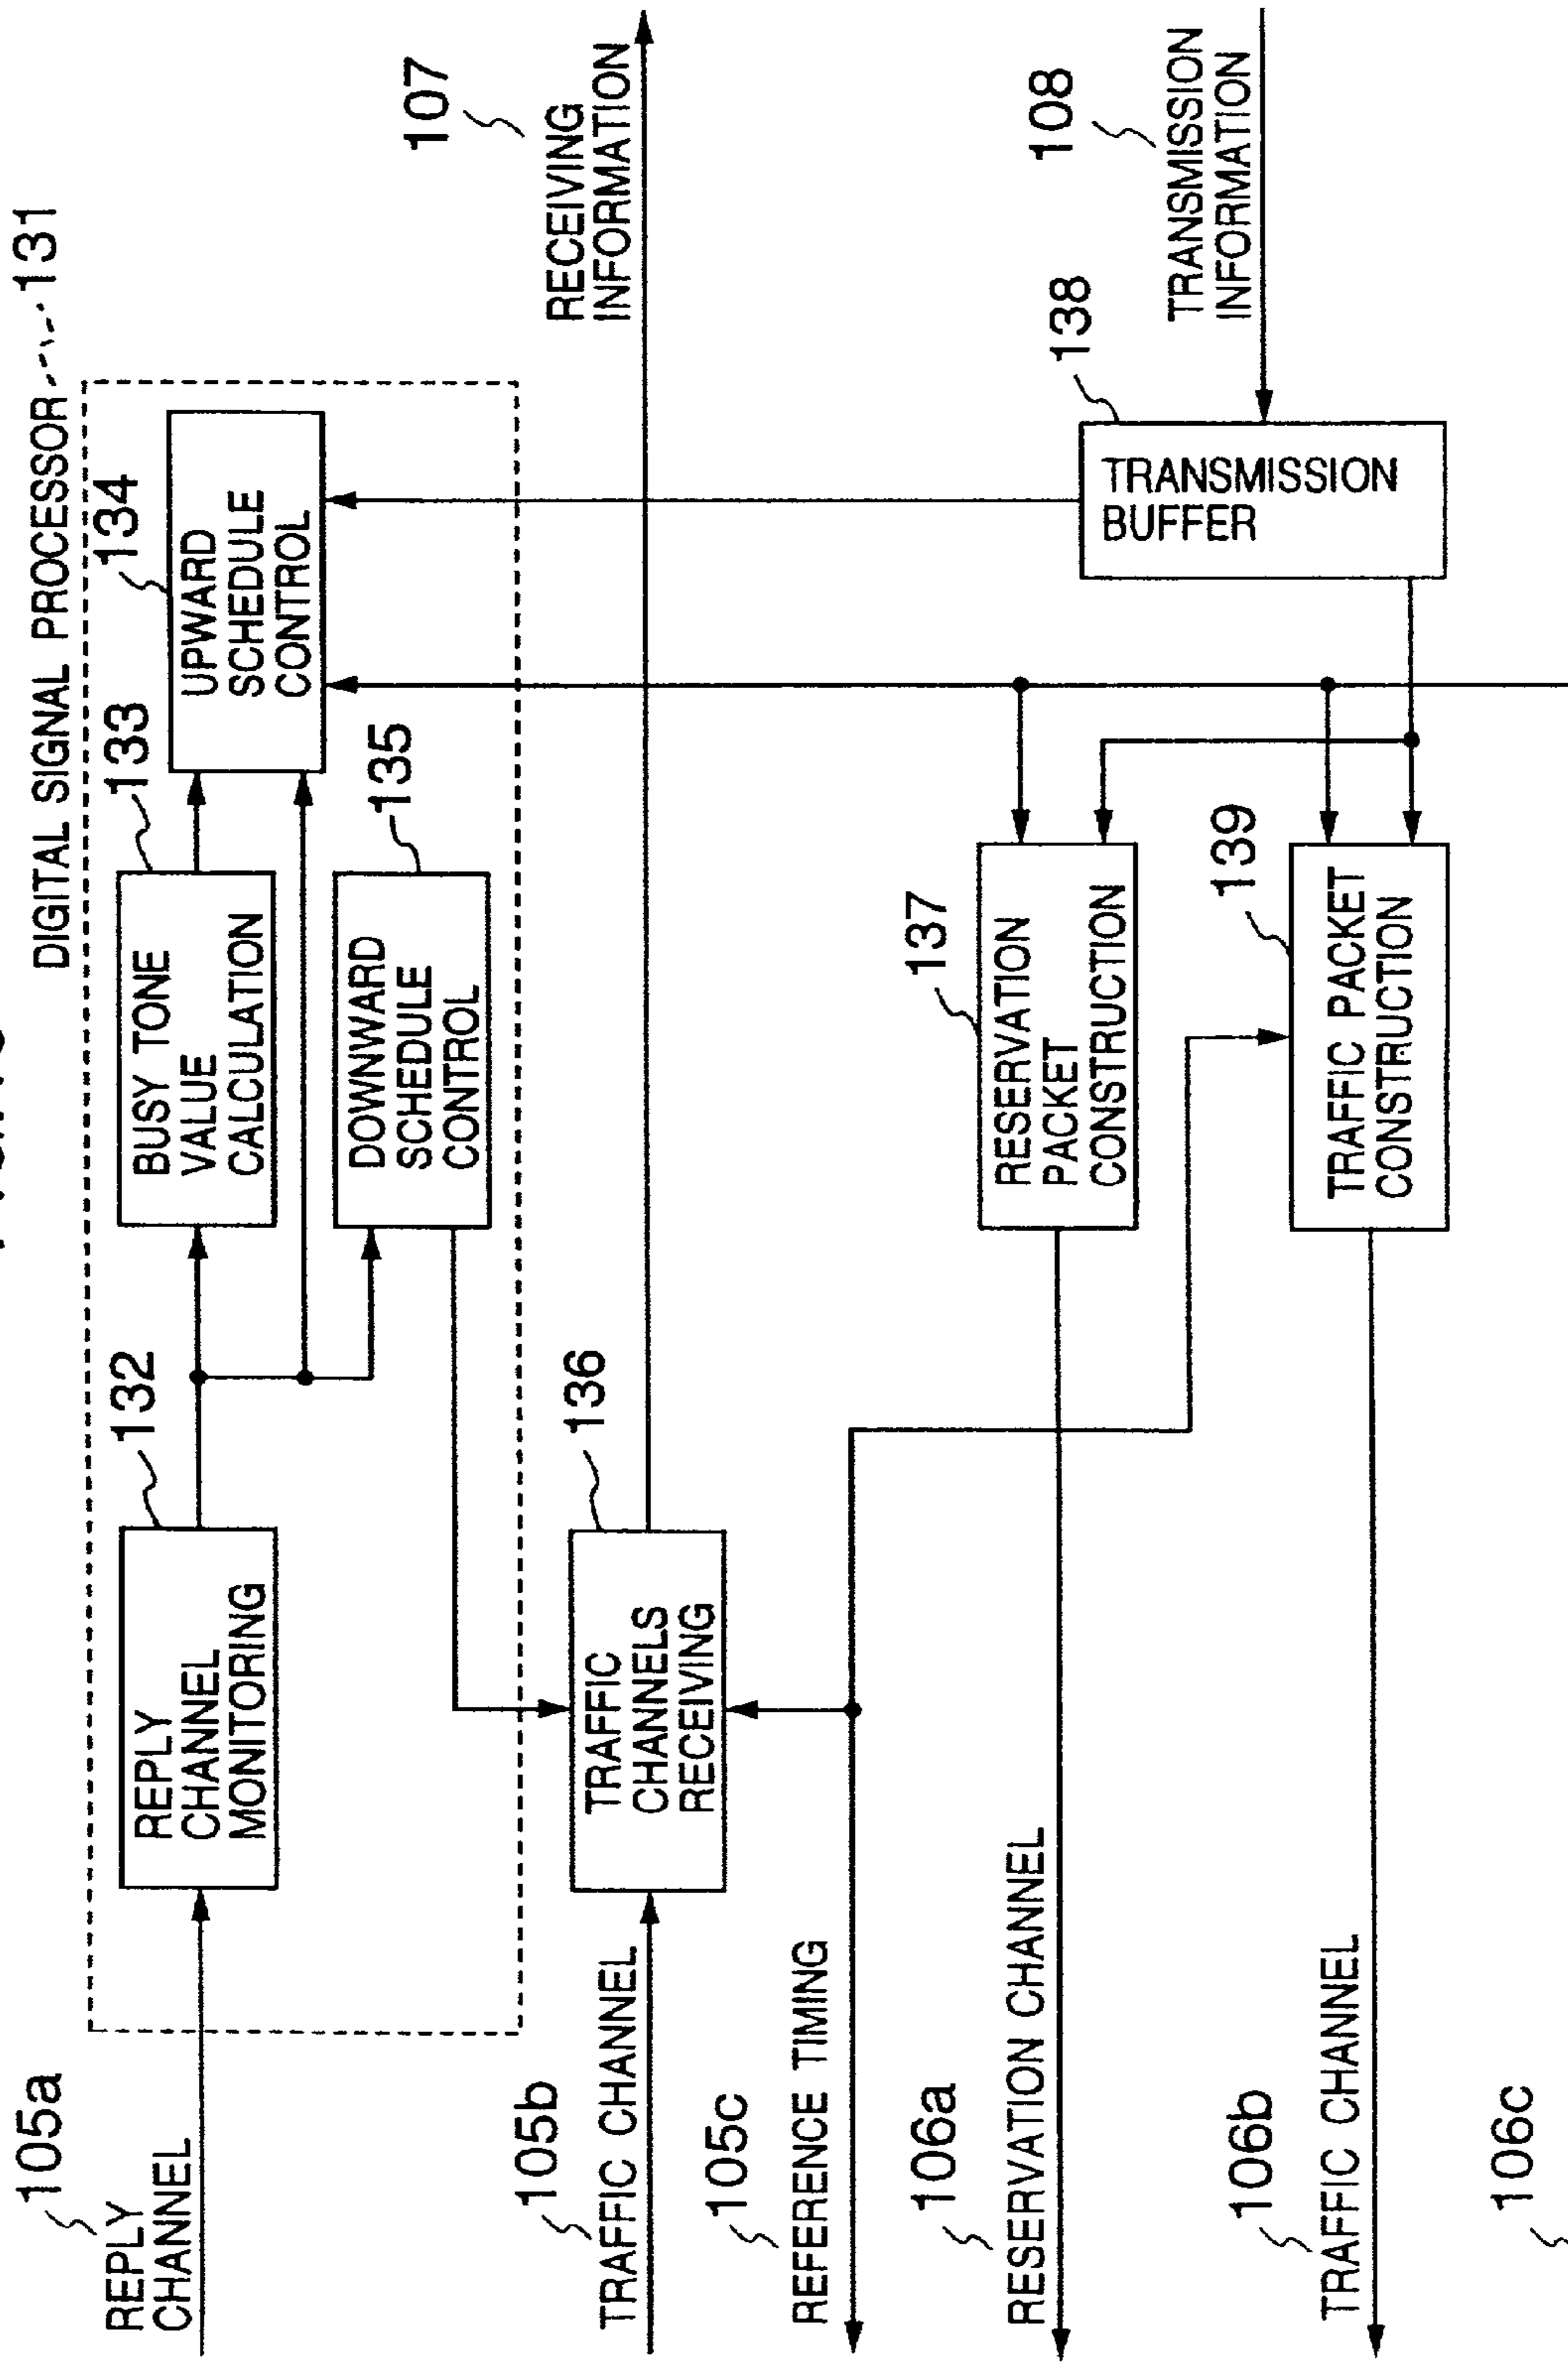 DIGITAL SIGNAL PROCESSOR
131
105a
REPLY
CHANNEL
132
REPLY
CHANNEL
MONITORING
133
BUSY TONE
VALUE
CALCULATION
134
UPWARD
SCHEDULE
CONTROL
135
DOWNWARD
SCHEDULE
CONTROL
107
RECEIVING
INFORMATION
105b
TRAFFIC CHANNEL
136
TRAFFIC
CHANNELS
RECEIVING
105c
REFERENCE TIMING
106a
RESERVATION CHANNEL
137
RESERVATION
PACKET
CONSTRUCTION
138
TRANSMISSION
BUFFER
108
TRANSMISSION
INFORMATION
106b
TRAFFIC CHANNEL
139
TRAFFIC PACKET
CONSTRUCTION
106c